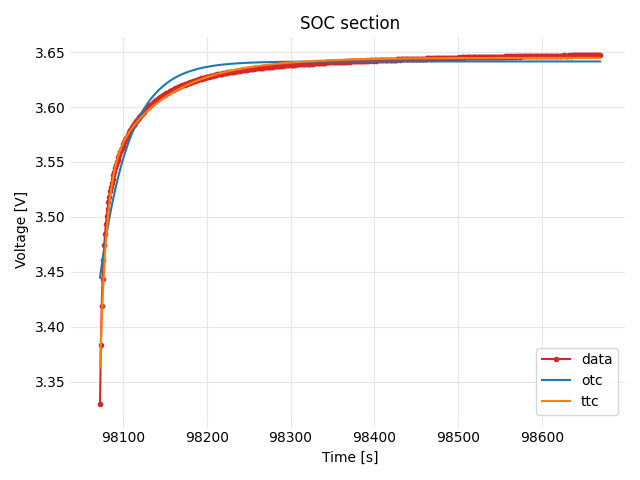 SOC section
Voltage [V]
3.65
3.60
3.55
3.50
3.45
3.40
3.35
data
otc
ttc
98100 98200 98300 98400 98500 98600
Time [s]